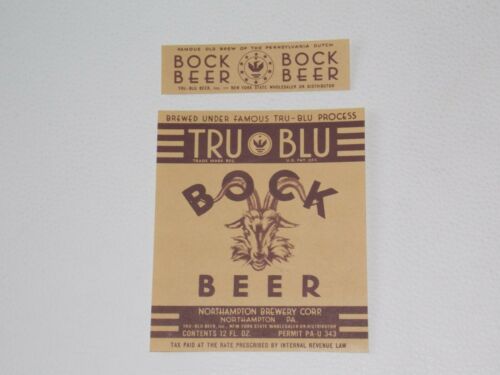 FAMOUS OLD BREW OF THE PENNSYLVANIA DUTCH
BOCK BEER BOCK BEER
TRU-BLU BEER, Inc. — NEW YORK STATE WHOLESALER OR DISTRIBUTOR
BREWED UNDER FAMOUS TRU-BLU PROCESS
TRU BLU
TRADE MARK REG. U.S. PAT. OFF.
BOCK
BEER
NORTHAMPTON BREWERY CORP.
NORTHAMPTON PA.
TRU-BLU BEER, Inc., NEW YORK STATE WHOLESALER OR DISTRIBUTOR
CONTENTS 12 FL. OZ. PERMIT PA-U 343
TAX PAID AT THE RATE PRESCRIBED BY INTERNAL REVENUE LAW